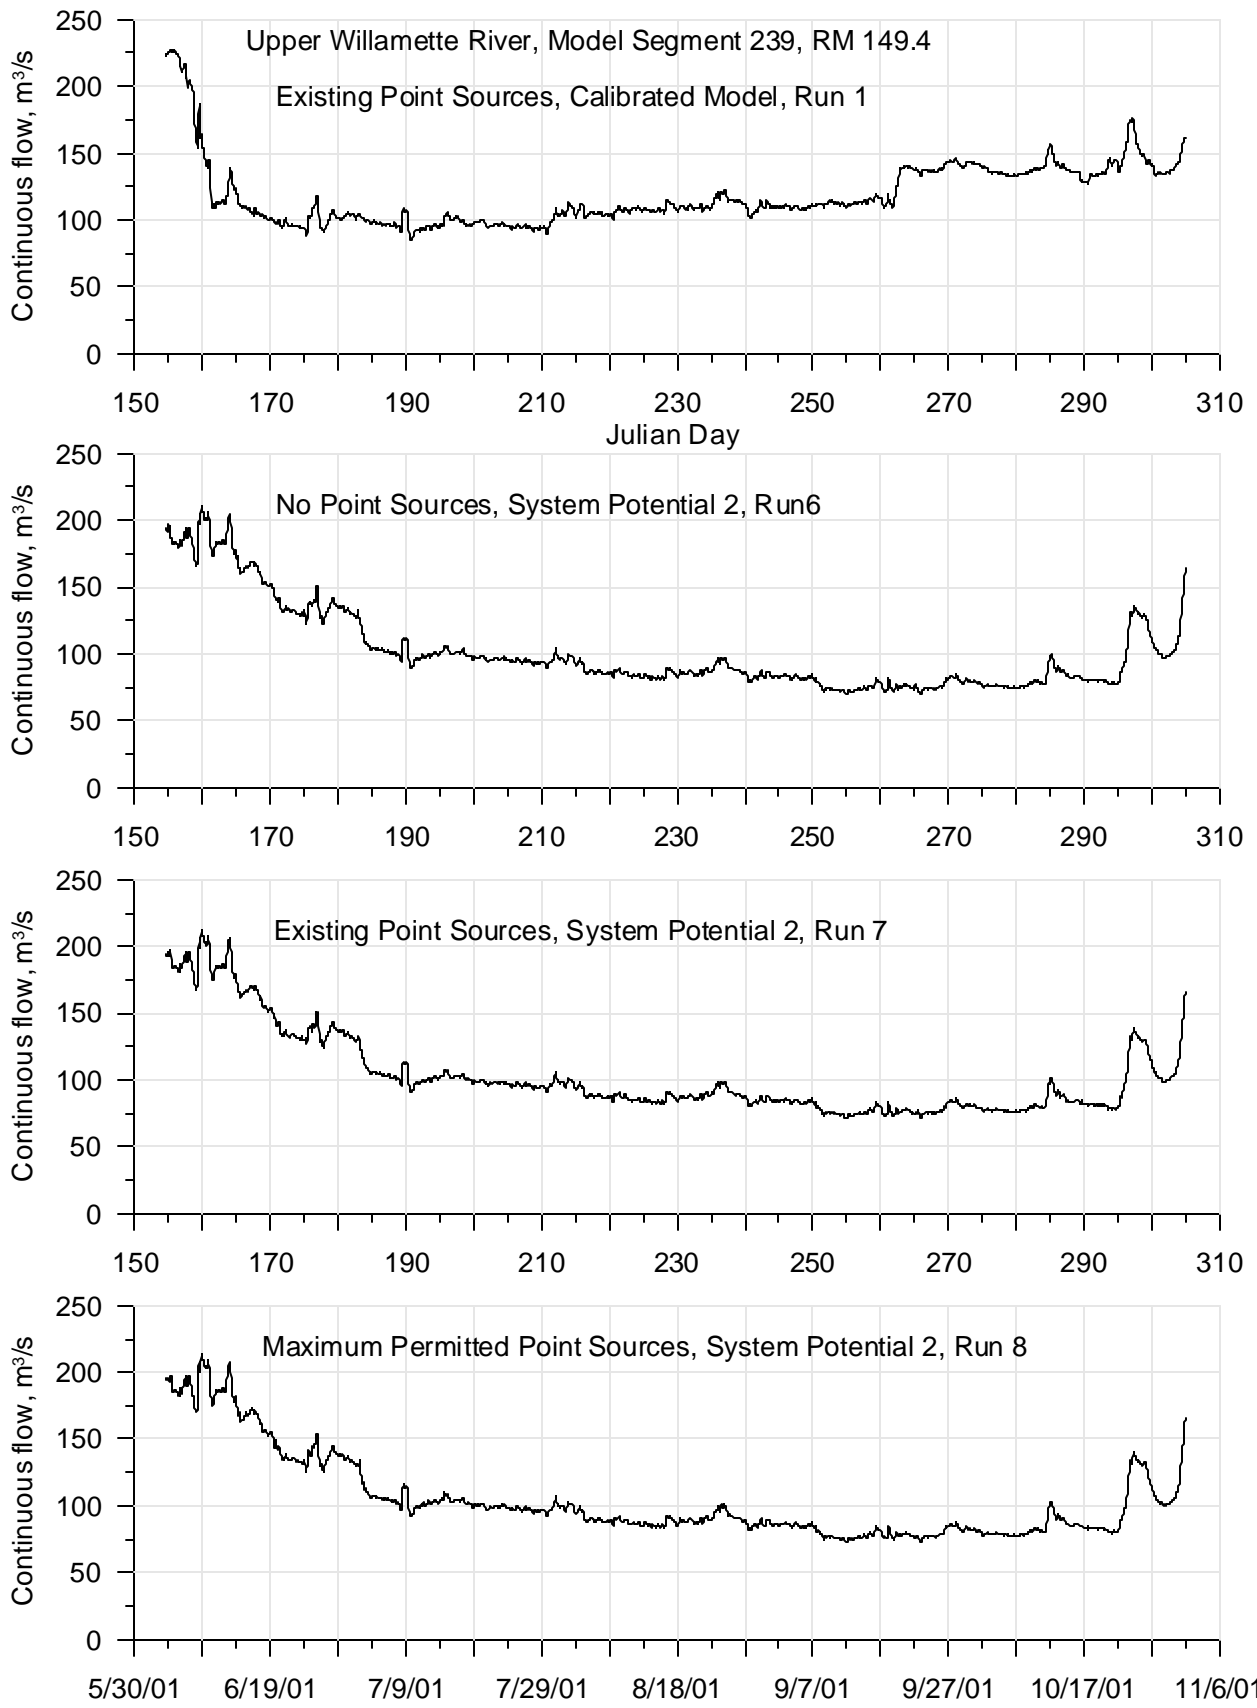 250
Upper Willamette River, Model Segment 239, RM 149.4
200
Existing Point Sources, Calibrated Model, Run 1
150
100
50
0
Continuous flow, m³/s
150 170 190 210 230 250 270 290 310
Julian Day
250
No Point Sources, System Potential 2, Run6
200
150
100
50
0
Continuous flow, m³/s
150 170 190 210 230 250 270 290 310
250
Existing Point Sources, System Potential 2, Run 7
200
150
100
50
0
Continuous flow, m³/s
150 170 190 210 230 250 270 290 310
250
Maximum Permitted Point Sources, System Potential 2, Run 8
200
150
100
50
0
Continuous flow, m³/s
5/30/01 6/19/01 7/9/01 7/29/01 8/18/01 9/7/01 9/27/01 10/17/01 11/6/01